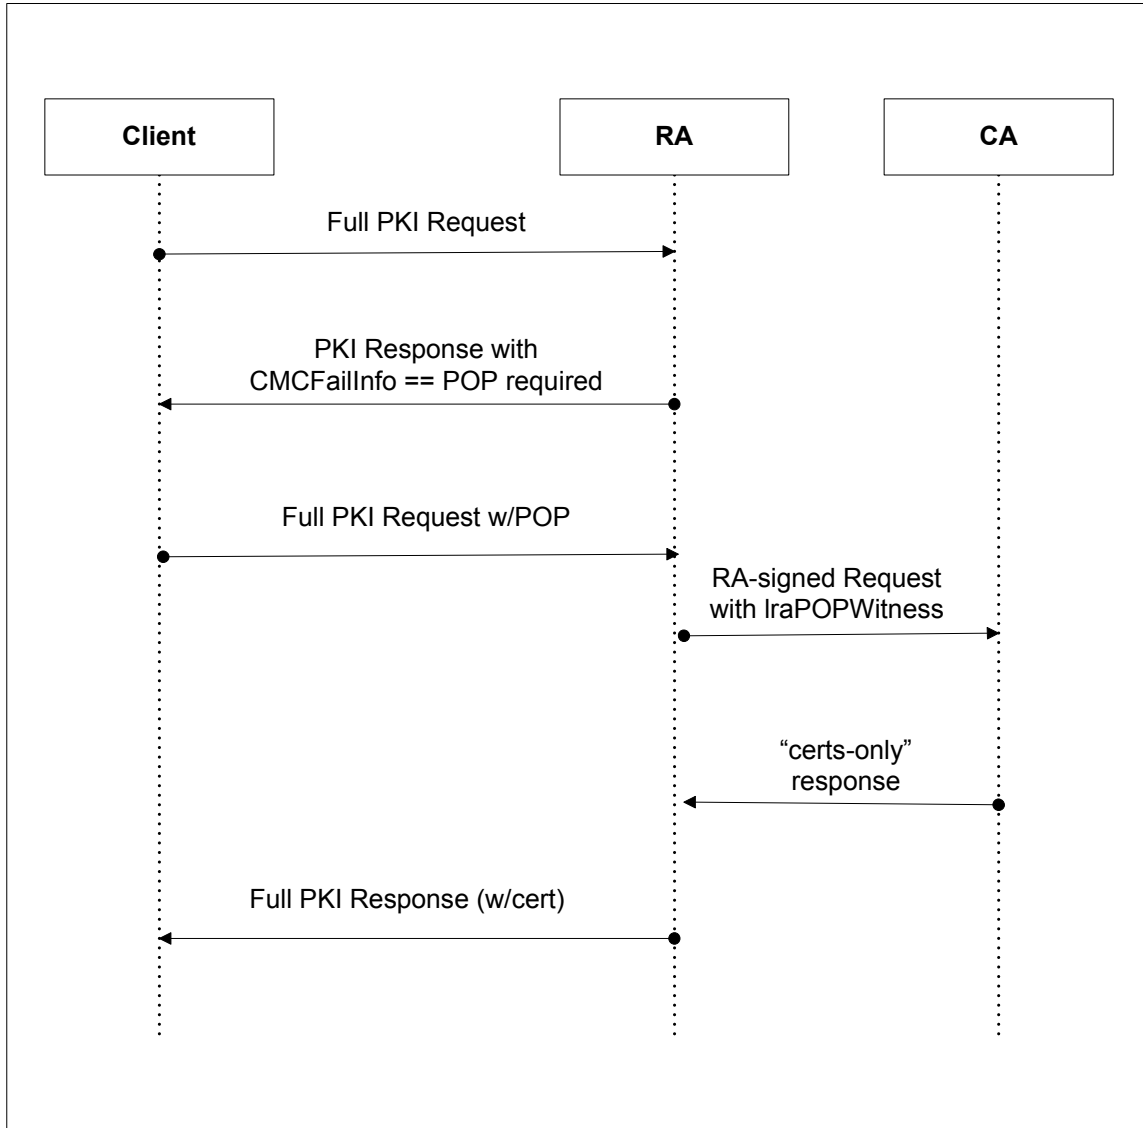 Client
RA
CA
Full PKI Request
PKI Response with
CMCFailInfo == POP required
Full PKI Request w/POP
RA-signed Request
with lraPOPWitness
“certs-only”
response
Full PKI Response (w/cert)